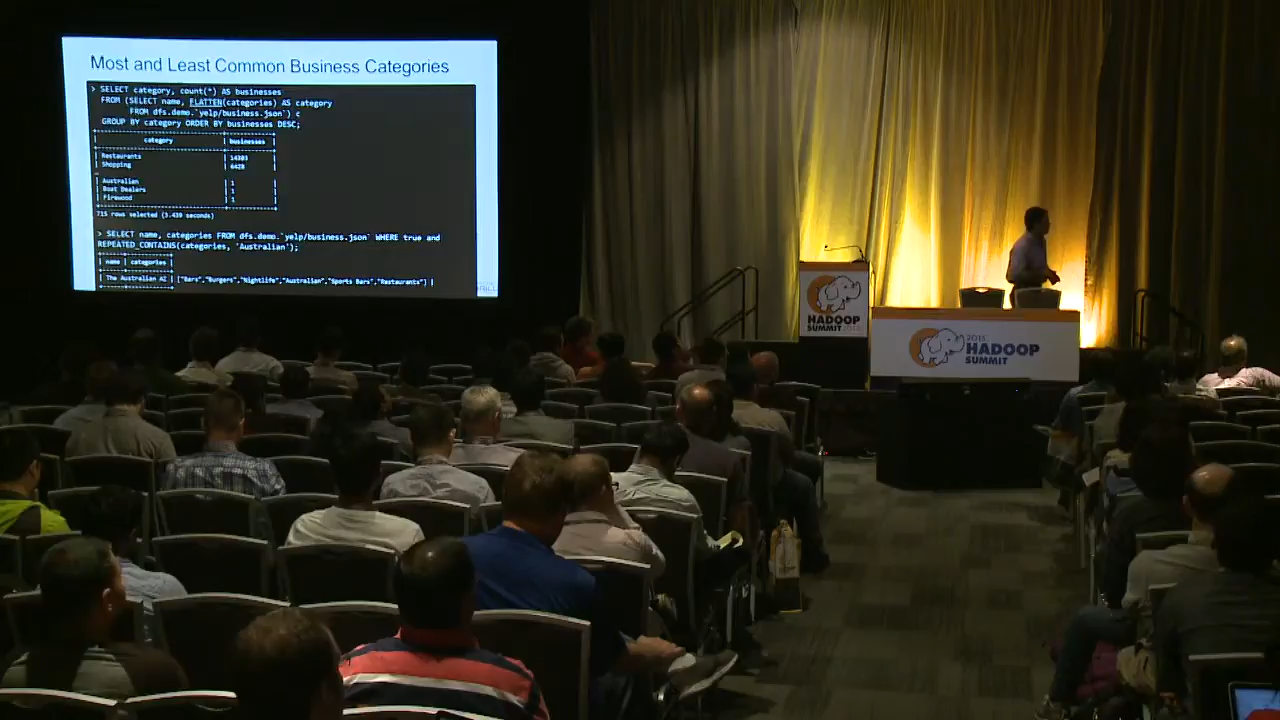 Most and Least Common Business Categories
> SELECT category, count(*) AS businesses
FROM (SELECT name, FLATTEN(categories) AS category
FROM dfs.demo.`yelp/business.json`) c
GROUP BY category ORDER BY businesses DESC;
category | businesses
| Restaurants | 14303 |
| Shopping | 6428 |
…
| Australian | 1 |
| Boat Dealers | 1 |
| Firewood | 1 |
715 rows selected (3.439 seconds)
> SELECT name, categories FROM dfs.demo.`yelp/business.json` WHERE true and
REPEATED_CONTAINS(categories, 'Australian');
| name | categories |
| The Australian AZ | ["Bars","Burgers","Nightlife","Australian","Sports Bars","Restaurants"] |
HADOOP
SUMMIT
2015
HADOOP
SUMMIT